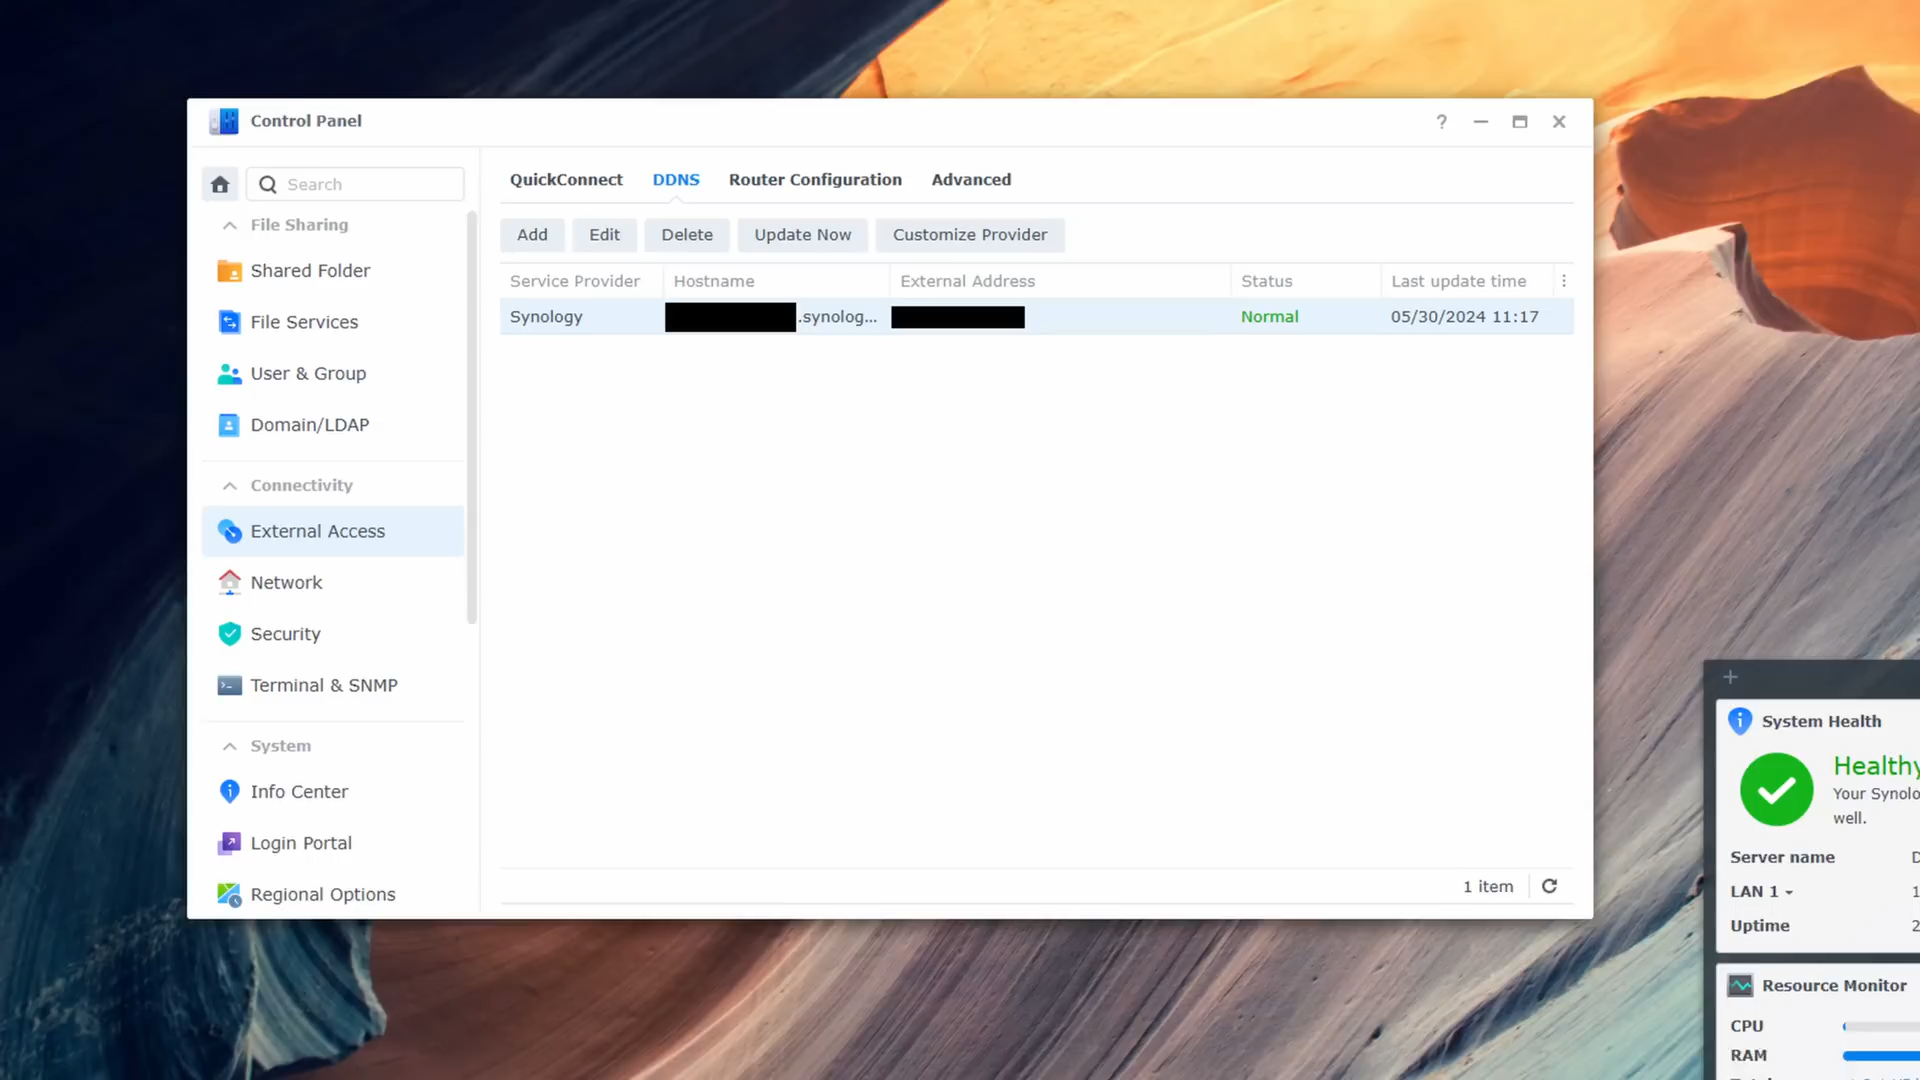 Control Panel
?
Search
File Sharing
Shared Folder
File Services
User & Group
Domain/LDAP
Connectivity
External Access
Network
Security
Terminal & SNMP
System
Info Center
Login Portal
Regional Options
QuickConnect DDNS Router Configuration Advanced
Add Edit Delete Update Now Customize Provider
Service Provider Hostname External Address Status Last update time
Synology .synolog... Normal 05/30/2024 11:17
1 item
System Health
Healthy
Your Synolo
well.
Server name
LAN 1
Uptime
Resource Monitor
CPU
RAM